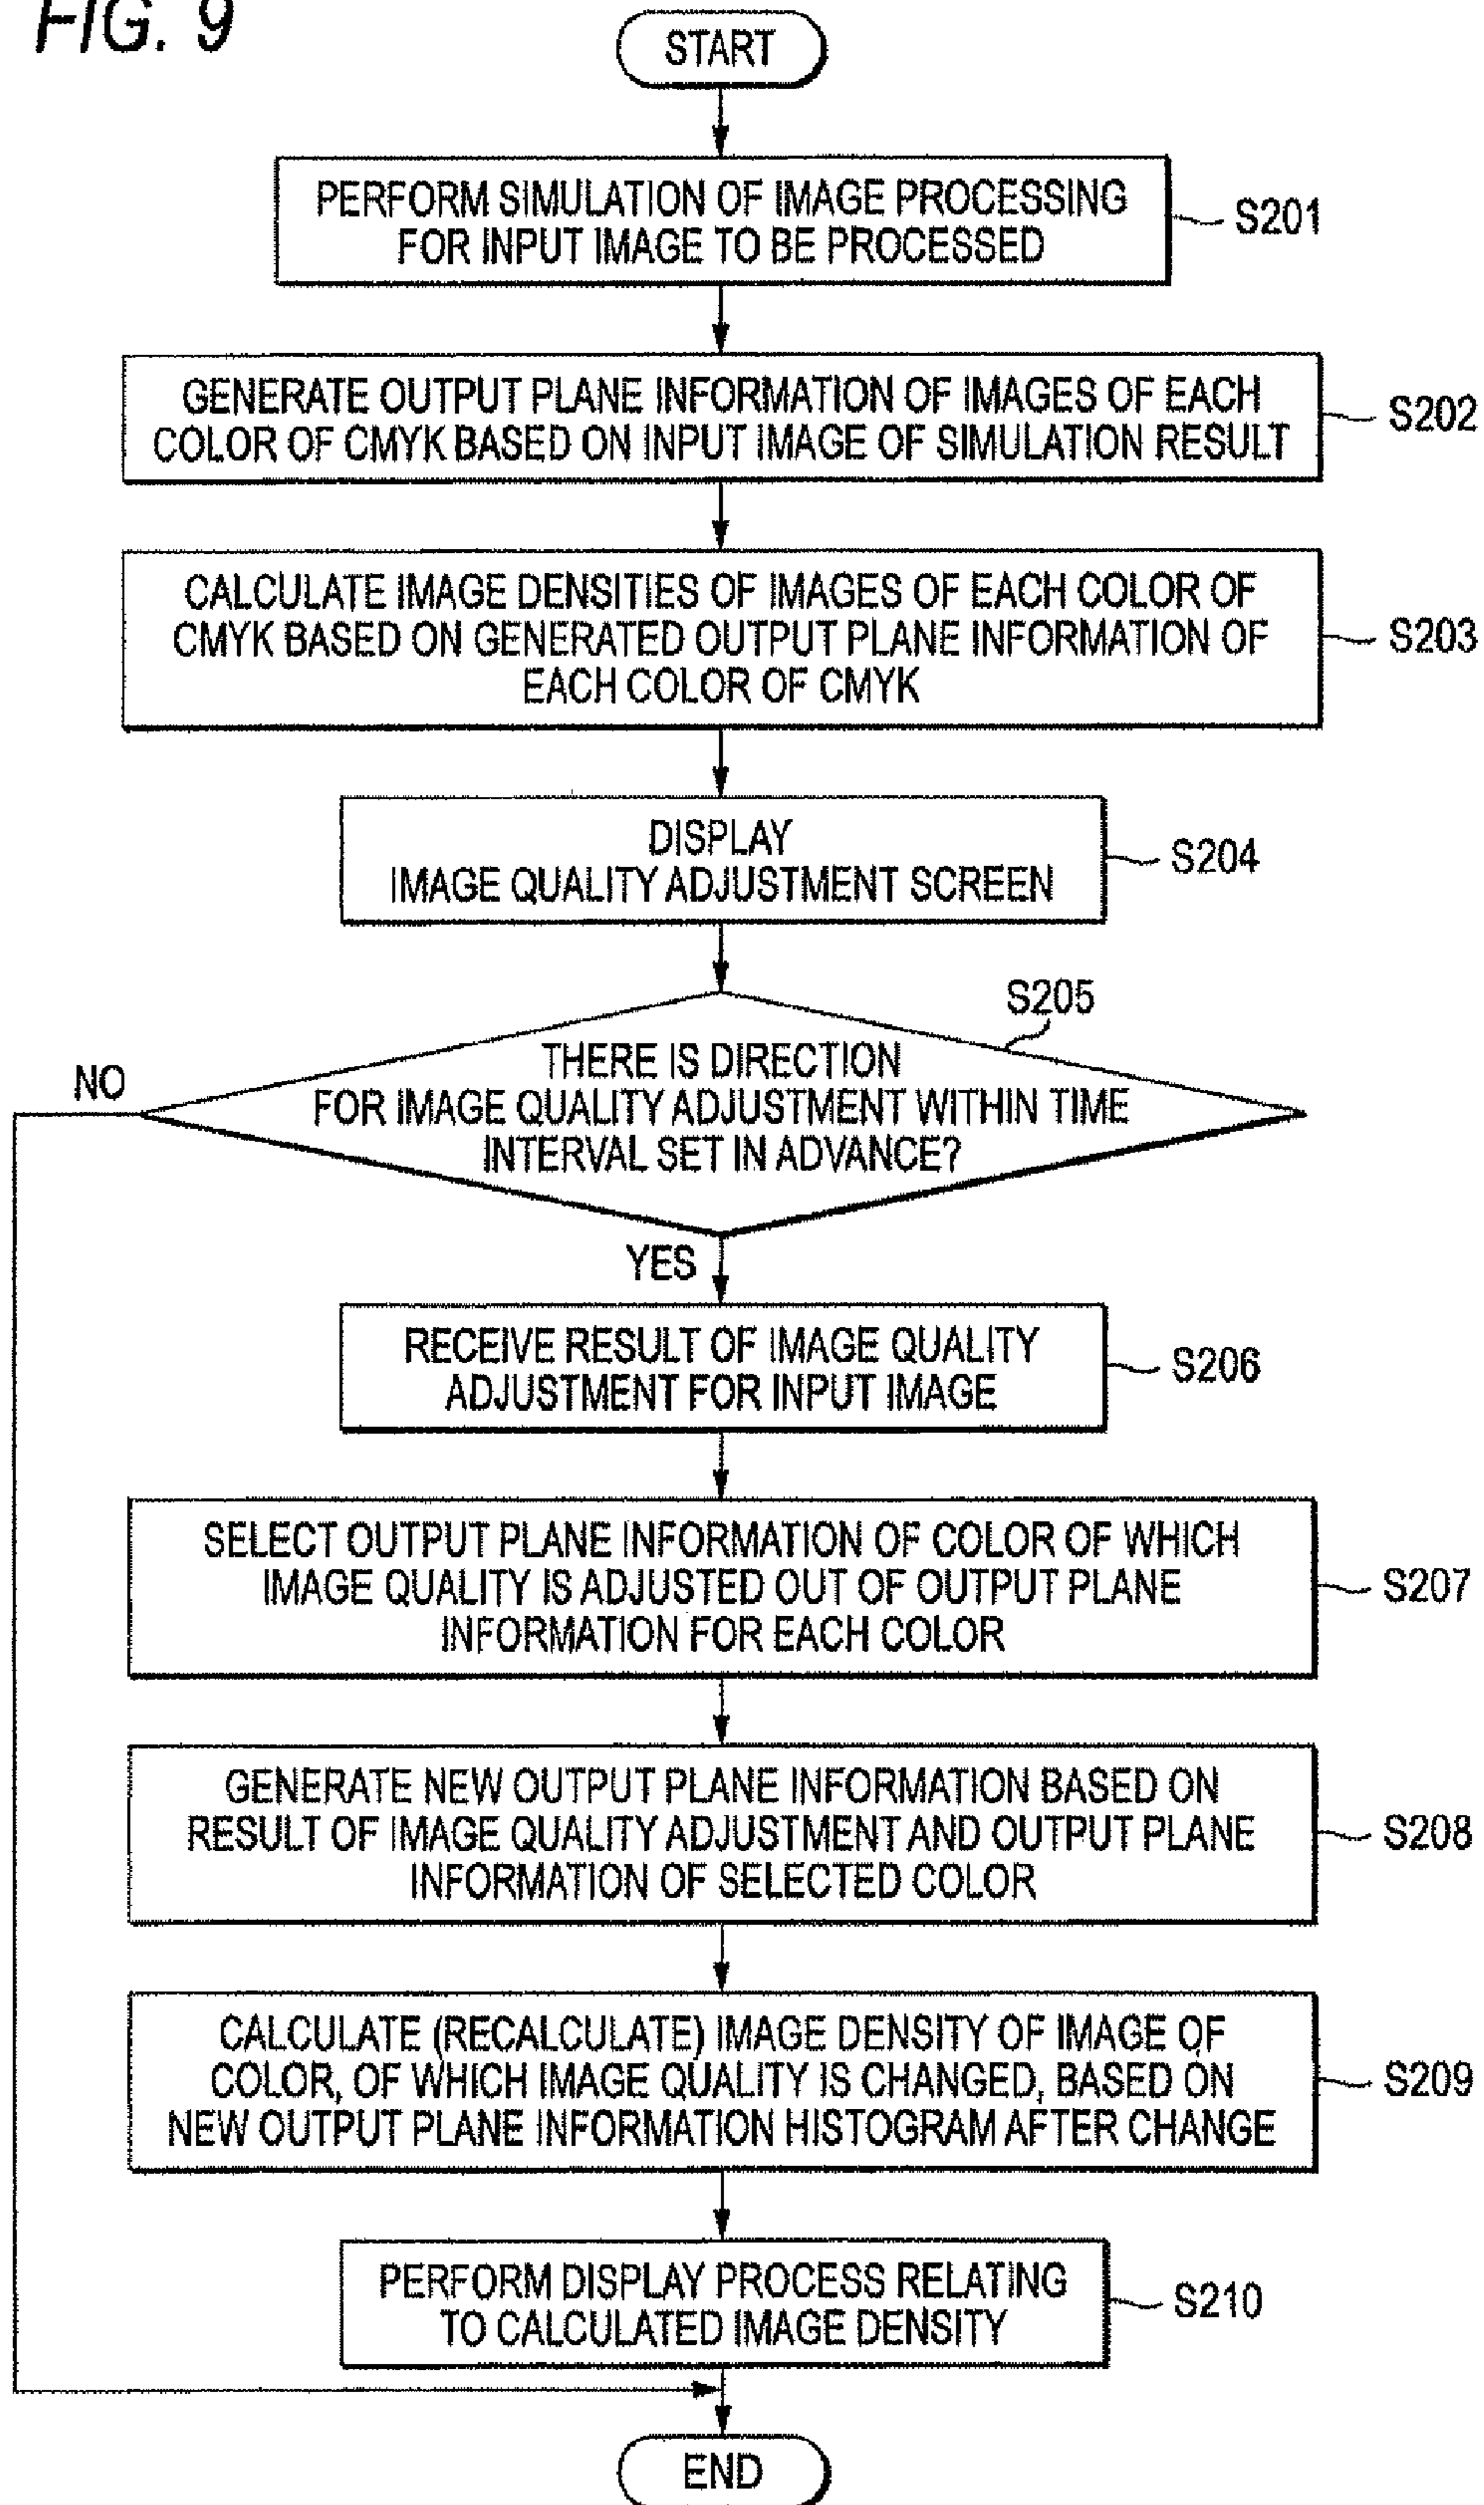 FIG. 9
START
PERFORM SIMULATION OF IMAGE PROCESSING
FOR INPUT IMAGE TO BE PROCESSED
S201
GENERATE OUTPUT PLANE INFORMATION OF IMAGES OF EACH
COLOR OF CMYK BASED ON INPUT IMAGE OF SIMULATION RESULT
S202
CALCULATE IMAGE DENSITIES OF IMAGES OF EACH COLOR OF
CMYK BASED ON GENERATED OUTPUT PLANE INFORMATION OF
EACH COLOR OF CMYK
S203
DISPLAY
IMAGE QUALITY ADJUSTMENT SCREEN
S204
S205
THERE IS DIRECTION
FOR IMAGE QUALITY ADJUSTMENT WITHIN TIME
INTERVAL SET IN ADVANCE?
NO
YES
RECEIVE RESULT OF IMAGE QUALITY
ADJUSTMENT FOR INPUT IMAGE
S206
SELECT OUTPUT PLANE INFORMATION OF COLOR OF WHICH
IMAGE QUALITY IS ADJUSTED OUT OF OUTPUT PLANE
INFORMATION FOR EACH COLOR
S207
GENERATE NEW OUTPUT PLANE INFORMATION BASED ON
RESULT OF IMAGE QUALITY ADJUSTMENT AND OUTPUT PLANE
INFORMATION OF SELECTED COLOR
S208
CALCULATE (RECALCULATE) IMAGE DENSITY OF IMAGE OF
COLOR, OF WHICH IMAGE QUALITY IS CHANGED, BASED ON
NEW OUTPUT PLANE INFORMATION HISTOGRAM AFTER CHANGE
S209
PERFORM DISPLAY PROCESS RELATING
TO CALCULATED IMAGE DENSITY
S210
END